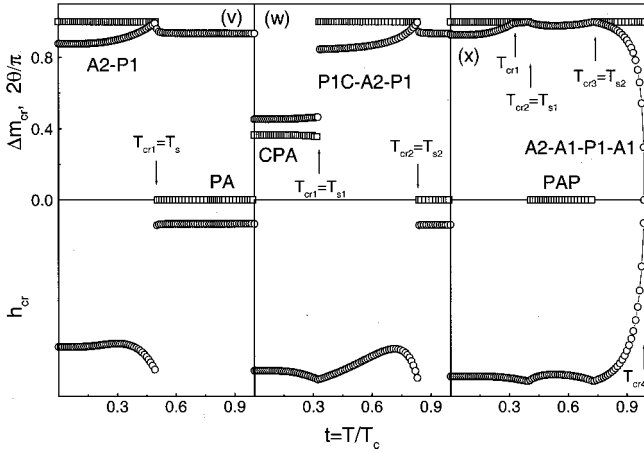 Δm_cr, 2θ/π
h_cr
0.8
0.4
0.0
(v)
A2-P1
T_cr1=T_s
PA
(w)
P1C-A2-P1
CPA
T_cr1=T_s1
T_cr2=T_s2
(x)
T_cr1
T_cr2=T_s1
T_cr3=T_s2
A2-A1-P1-A1
PAP
T_cr4
0.3 0.6 0.9
0.3 0.6 0.9
0.3 0.6 0.9
t=T/T_c